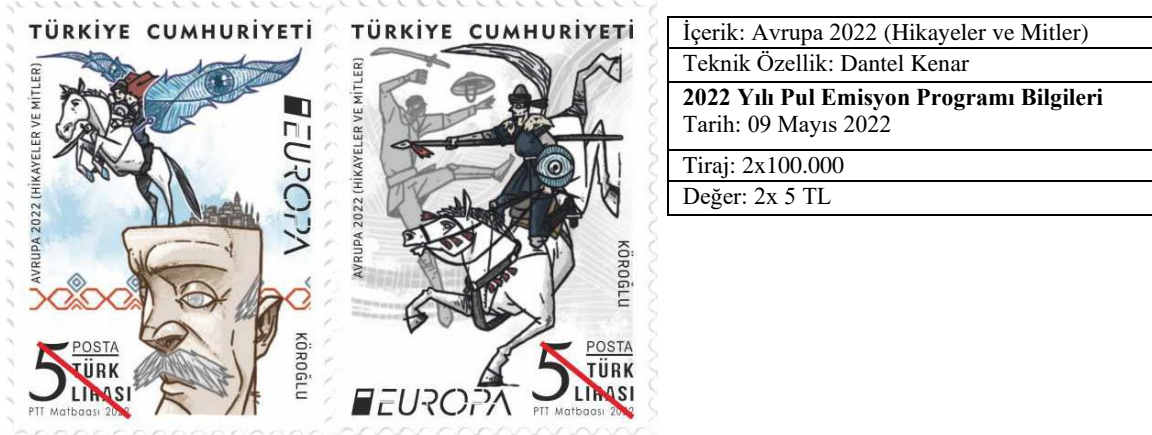 TÜRKİYE CUMHURİYETİ
AVRUPA 2022 (HİKAYELER VE MİTLER)
EUROPA
KÖROĞLU
5 POSTA
TÜRK
LİRASI
PTT Matbaası 2022
TÜRKİYE CUMHURİYETİ
AVRUPA 2022 (HİKAYELER VE MİTLER)
KÖROĞLU
EUROPA
5 POSTA
TÜRK
LİRASI
PTT Matbaası 2022
İçerik: Avrupa 2022 (Hikayeler ve Mitler)
Teknik Özellik: Dantel Kenar
2022 Yılı Pul Emisyon Programı Bilgileri
Tarih: 09 Mayıs 2022
Tiraj: 2x100.000
Değer: 2x 5 TL